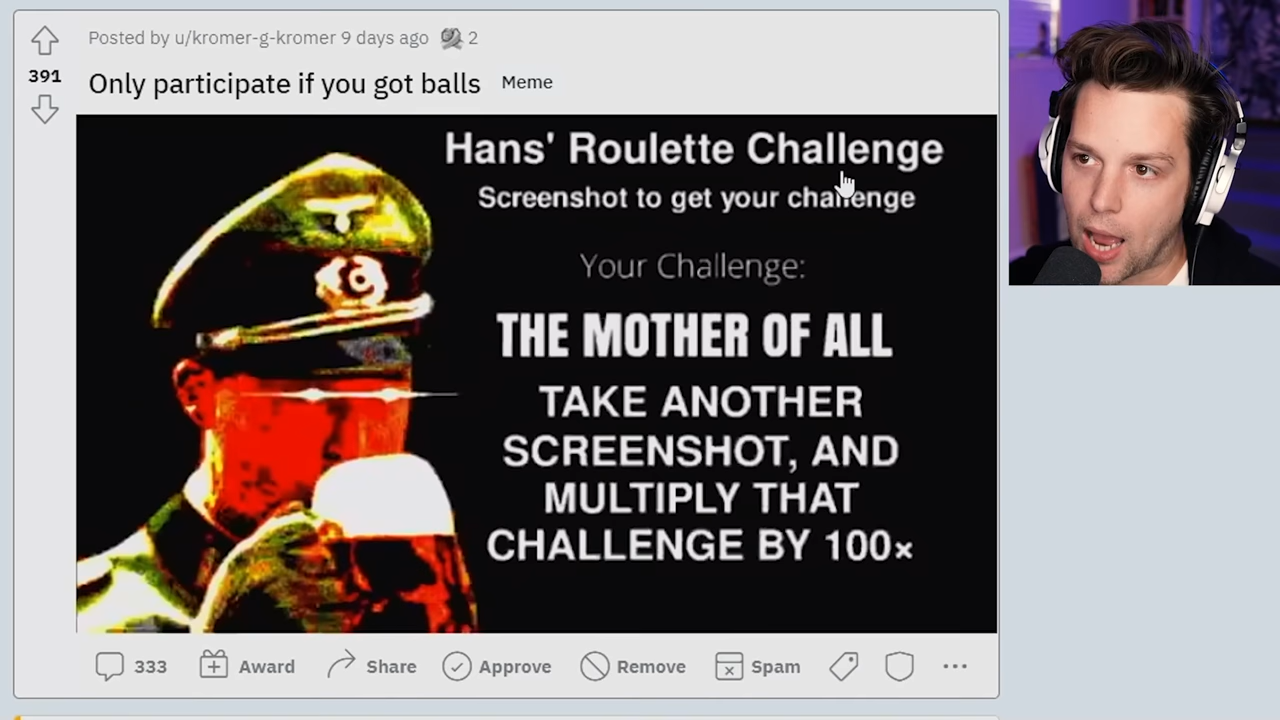 Posted by u/kromer-g-kromer 9 days ago 2
391
Only participate if you got balls Meme
Hans' Roulette Challenge
Screenshot to get your challenge
Your Challenge:
THE MOTHER OF ALL
TAKE ANOTHER
SCREENSHOT, AND
MULTIPLY THAT
CHALLENGE BY 100×
333 Award Share Approve Remove Spam